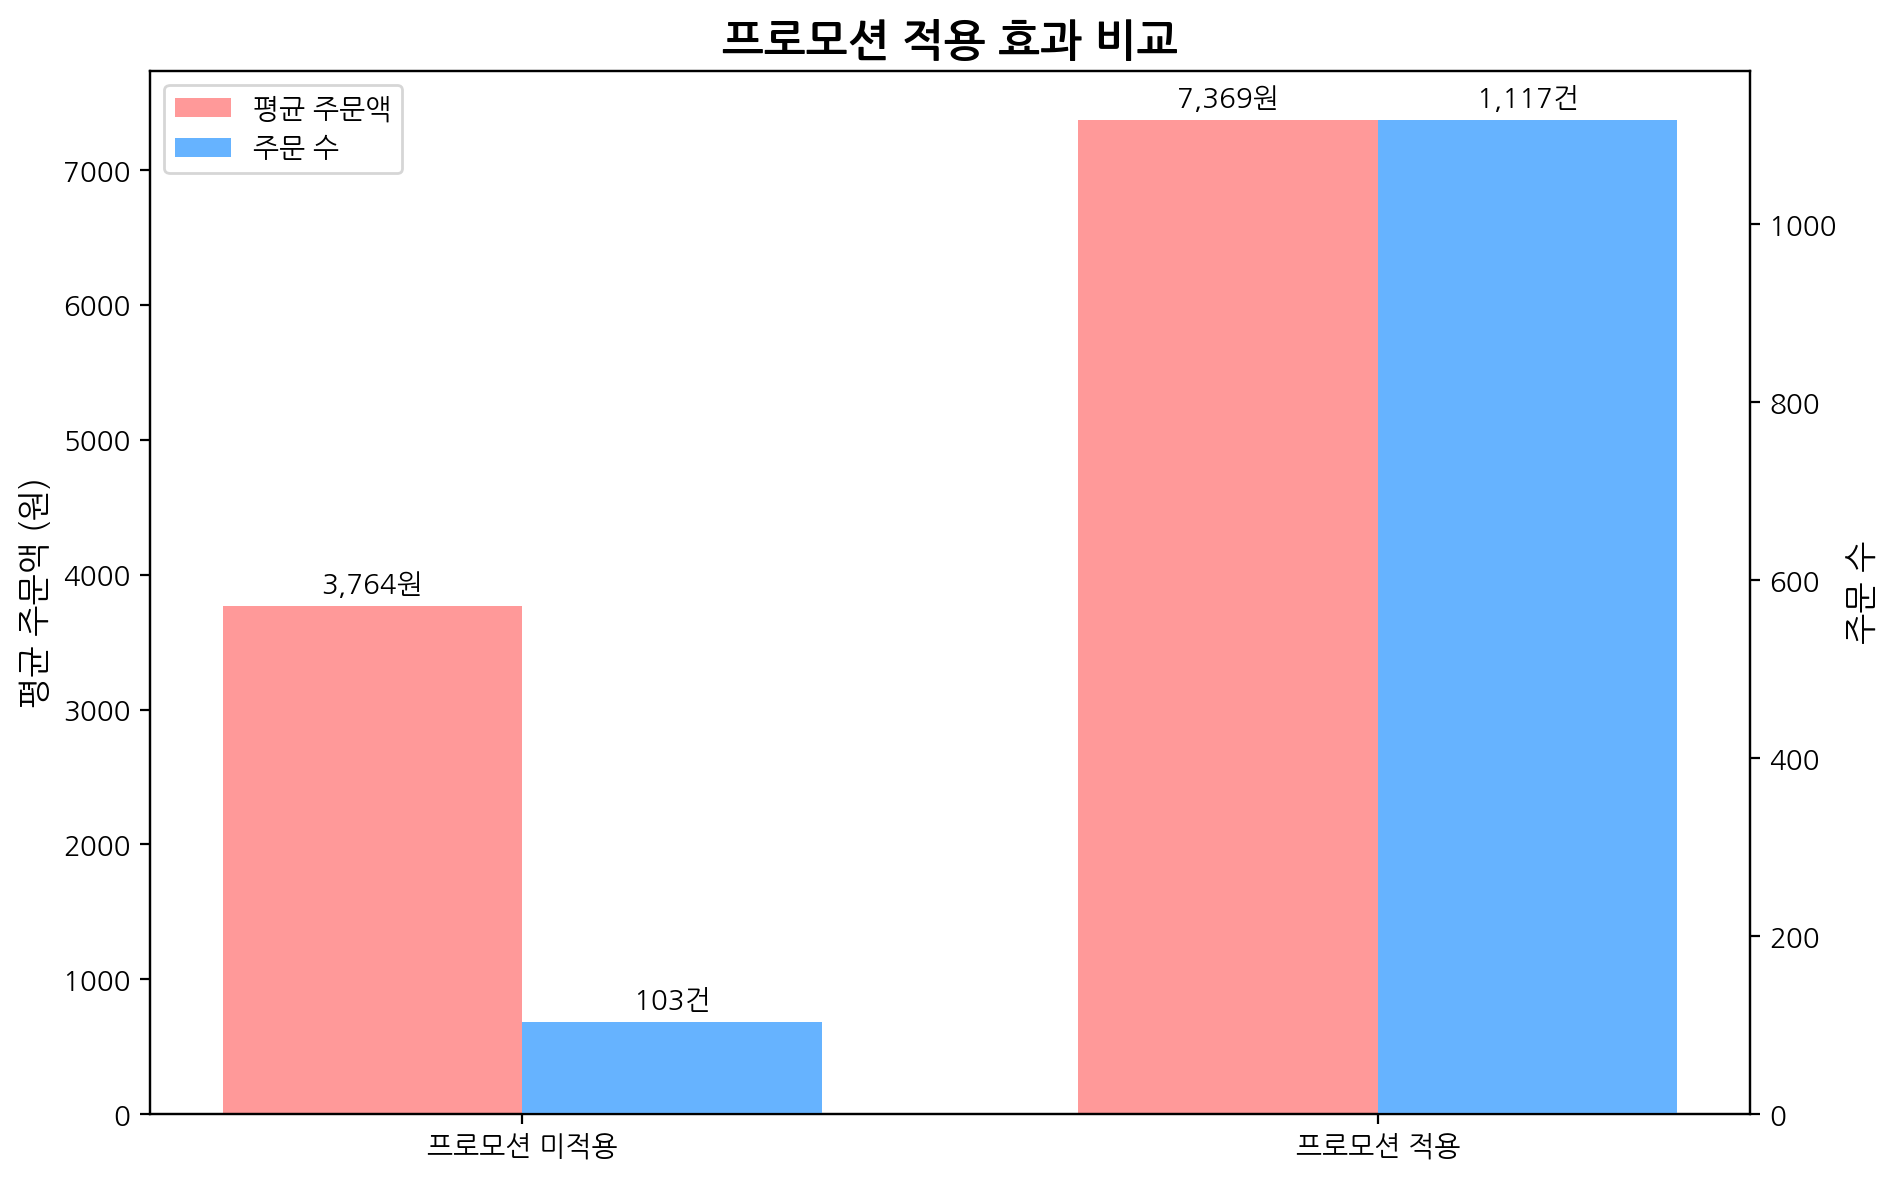 프로모션 적용 효과 비교
평균 주문액
주문 수
평균 주문액 (원)
7000
6000
5000
4000
3000
2000
1000
0
3,764원
103건
7,369원
1,117건
1000
800
600
400
200
0
주문 수
프로모션 미적용
프로모션 적용